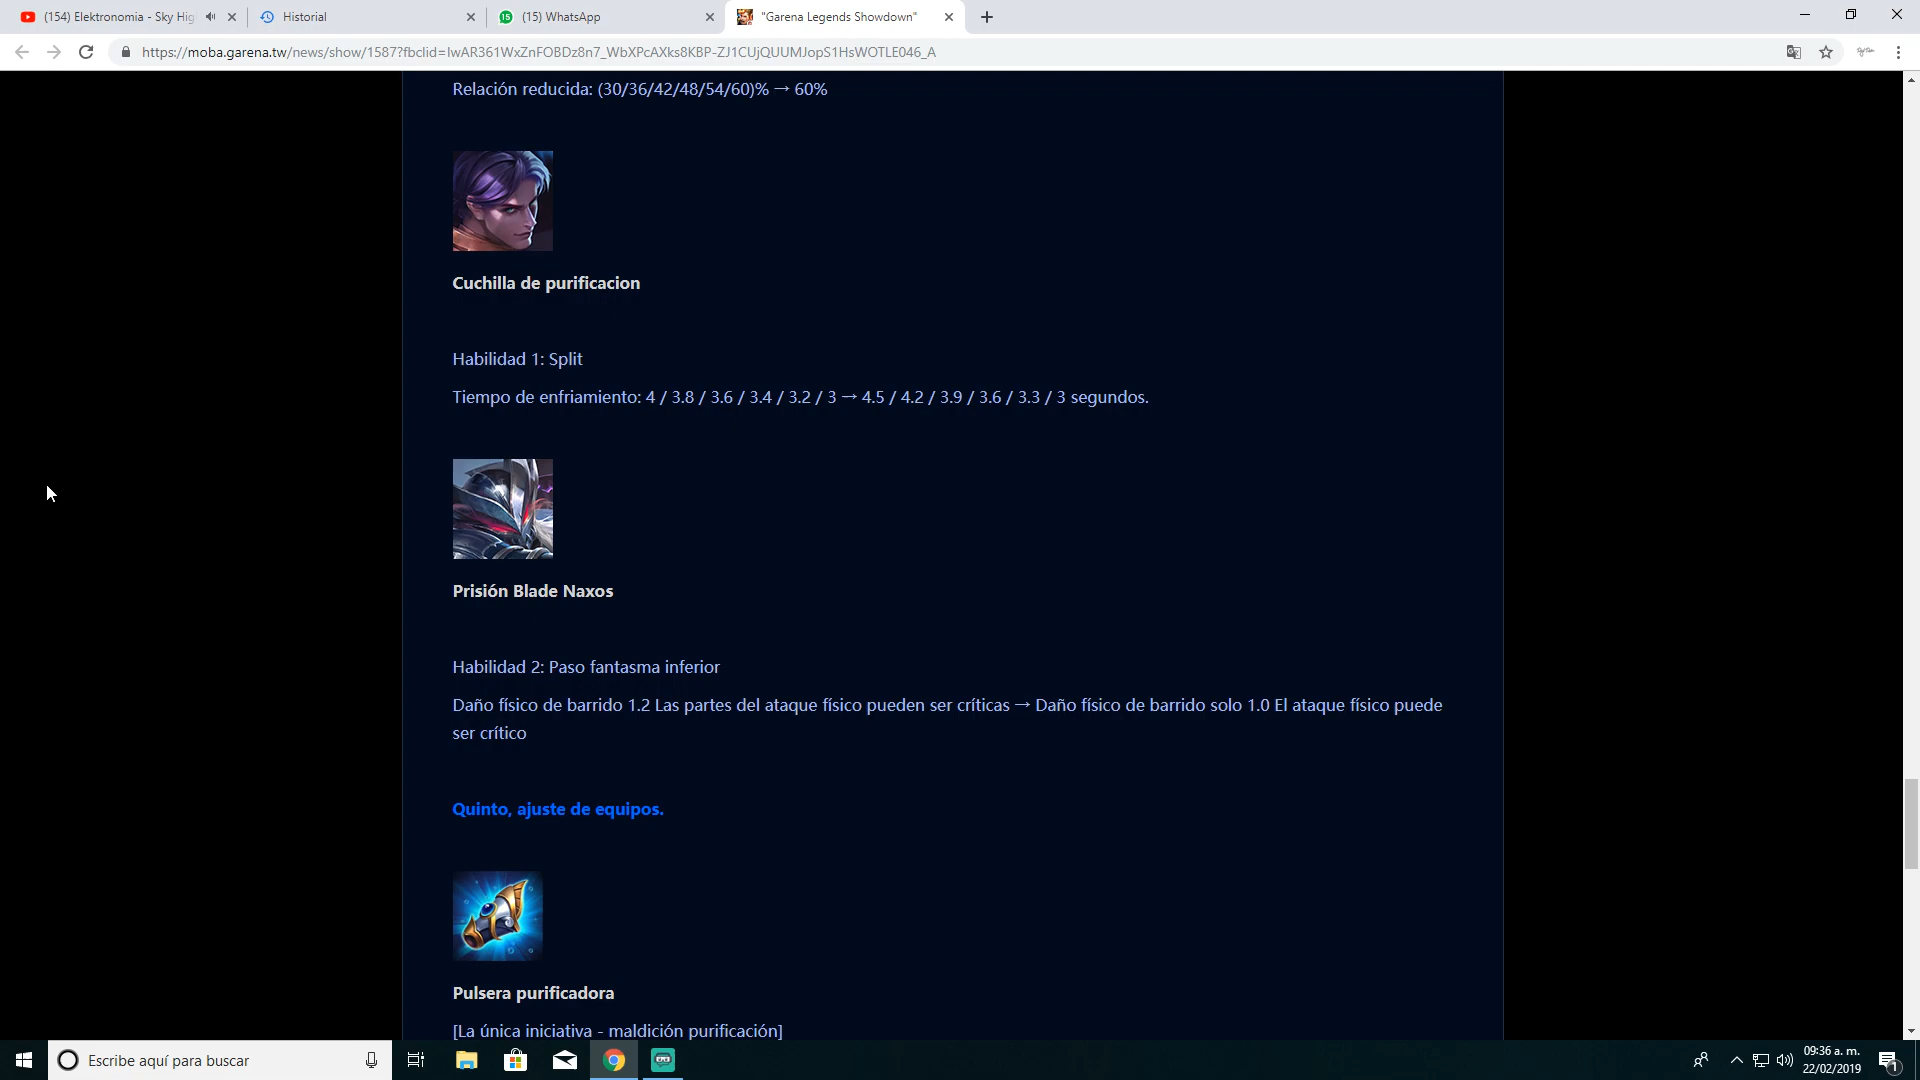 (154) Elektronomia - Sky Hig
Historial
(15) WhatsApp
"Garena Legends Showdown"
https://moba.garena.tw/news/show/1587?fbclid=IwAR361WxZnFOBDz8n7_WbXPcAXks8KBP-ZJ1CUjQUUMJopS1HsWOTLE046_A
Relación reducida: (30/36/42/48/54/60)% → 60%
Cuchilla de purificacion
Habilidad 1: Split
Tiempo de enfriamiento: 4 / 3.8 / 3.6 / 3.4 / 3.2 / 3 → 4.5 / 4.2 / 3.9 / 3.6 / 3.3 / 3 segundos.
Prisión Blade Naxos
Habilidad 2: Paso fantasma inferior
Daño físico de barrido 1.2 Las partes del ataque físico pueden ser críticas → Daño físico de barrido solo 1.0 El ataque físico puede
ser crítico
Quinto, ajuste de equipos.
Pulsera purificadora
[La única iniciativa - maldición purificación]
Escribe aquí para buscar
09:36 a. m.
22/02/2019
1